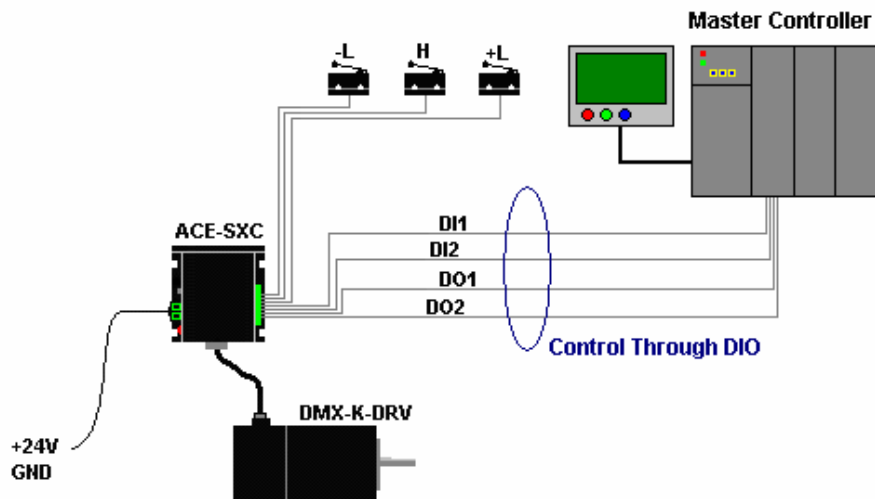 Master Controller
-L
H
+L
ACE-SXC
DI1
DI2
DO1
DO2
Control Through DIO
DMX-K-DRV
+24V
GND